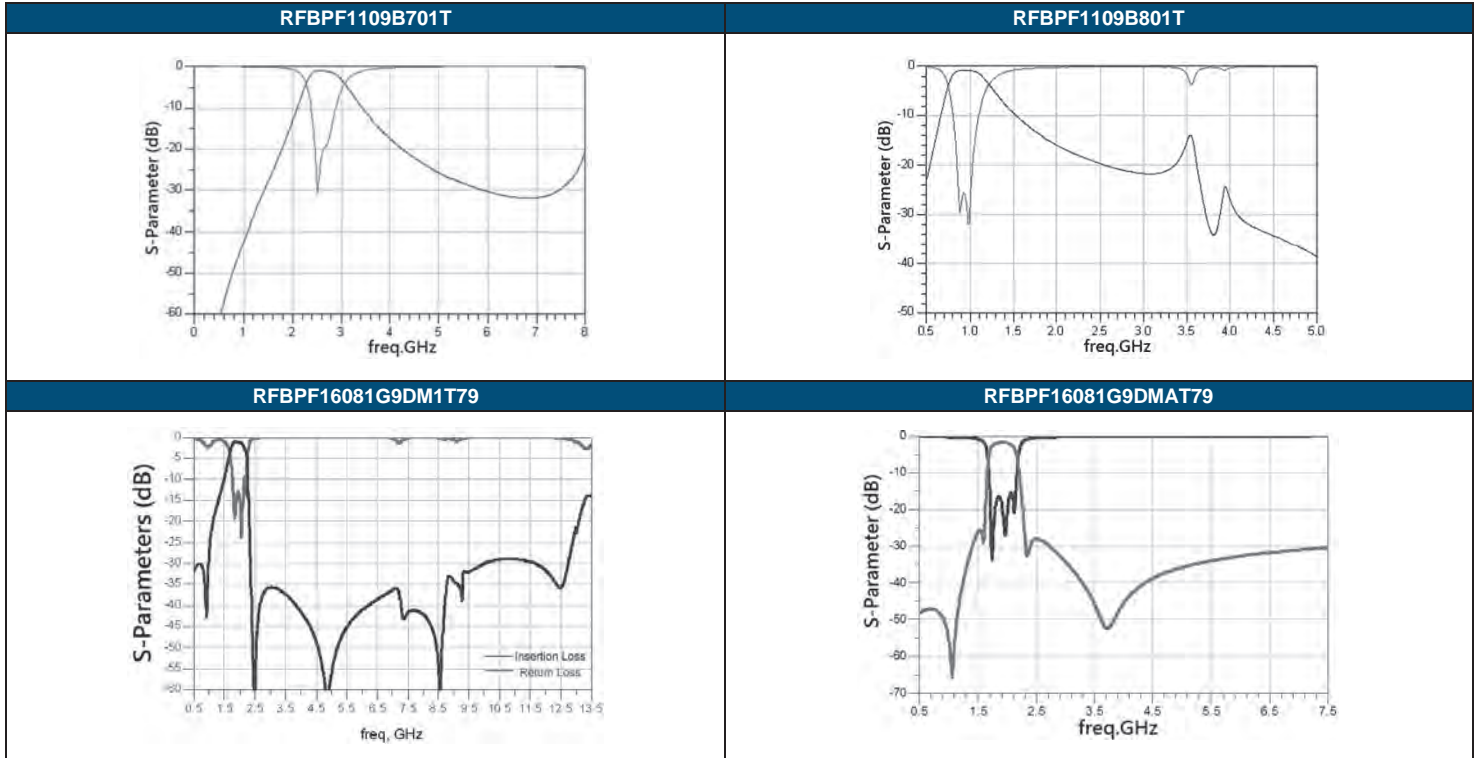 RFBPF1109B701T
RFBPF1109B801T
S-Parameter (dB)
0
-10
-20
-30
-40
-50
-60
0 1 2 3 4 5 6 7 8
freq.GHz
S-Parameter (dB)
0
-10
-20
-30
-40
-50
0.5 1.0 1.5 2.0 2.5 3.0 3.5 4.0 4.5 5.0
freq.GHz
RFBPF16081G9DM1T79
RFBPF16081G9DMAT79
S-Parameters (dB)
0
-5
-10
-15
-20
-25
-30
-35
-40
-45
-50
-55
-60
Insertion Loss
Return Loss
0.5 1.5 2.5 3.5 4.5 5.5 6.5 7.5 8.5 9.5 10.5 11.5 12.5 13.5
freq, GHz
S-Parameter (dB)
0
-10
-20
-30
-40
-50
-60
-70
0.5 1.5 2.5 3.5 4.5 5.5 6.5 7.5
freq.GHz